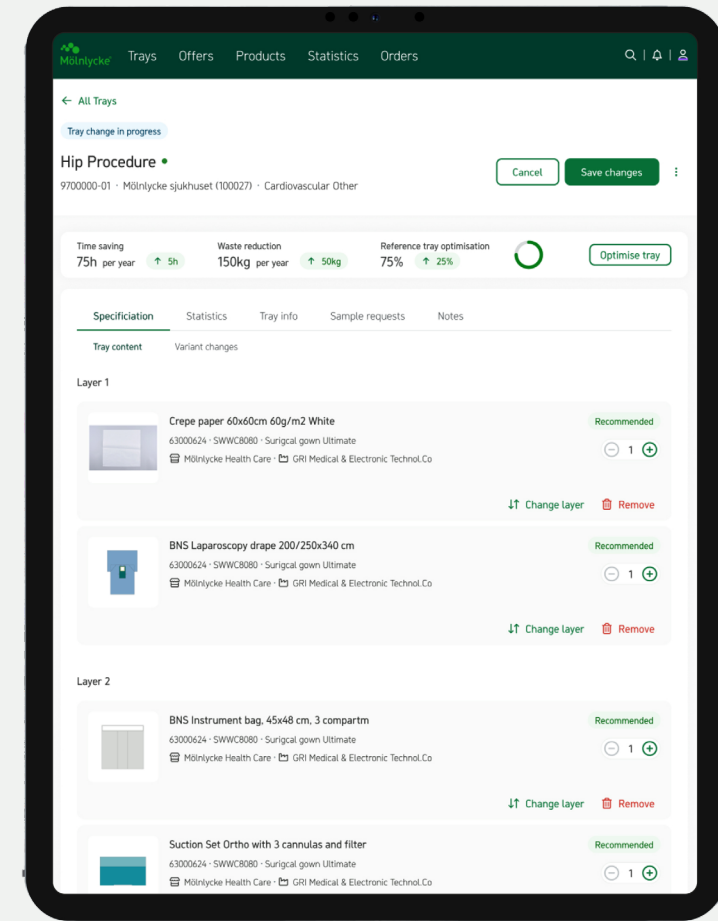 Mölnlycke®
Trays Offers Products Statistics Orders
All Trays
Tray change in progress
Hip Procedure
9700000-01 · Mölnlycke sjukhuset (100027) · Cardiovascular Other
Cancel
Save changes
Time saving
75h per year ↑ 5h
Waste reduction
150kg per year ↑ 50kg
Reference tray optimisation
75% ↑ 25%
Optimise tray
Specificiation Statistics Tray info Sample requests Notes
Tray content Variant changes
Layer 1
Crepe paper 60x60cm 60g/m2 White
Recommended
63000624 · SWWC8080 · Surigcal gown Ultimate
1
Mölnlycke Health Care · GRI Medical & Electronic Technol.Co
Change layer Remove
BNS Laparoscopy drape 200/250x340 cm
Recommended
63000624 · SWWC8080 · Surigcal gown Ultimate
1
Mölnlycke Health Care · GRI Medical & Electronic Technol.Co
Change layer Remove
Layer 2
BNS Instrument bag, 45x48 cm, 3 compartm
Recommended
63000624 · SWWC8080 · Surigcal gown Ultimate
1
Mölnlycke Health Care · GRI Medical & Electronic Technol.Co
Change layer Remove
Suction Set Ortho with 3 cannulas and filter
Recommended
63000624 · SWWC8080 · Surigcal gown Ultimate
1
Mölnlycke Health Care · GRI Medical & Electronic Technol.Co